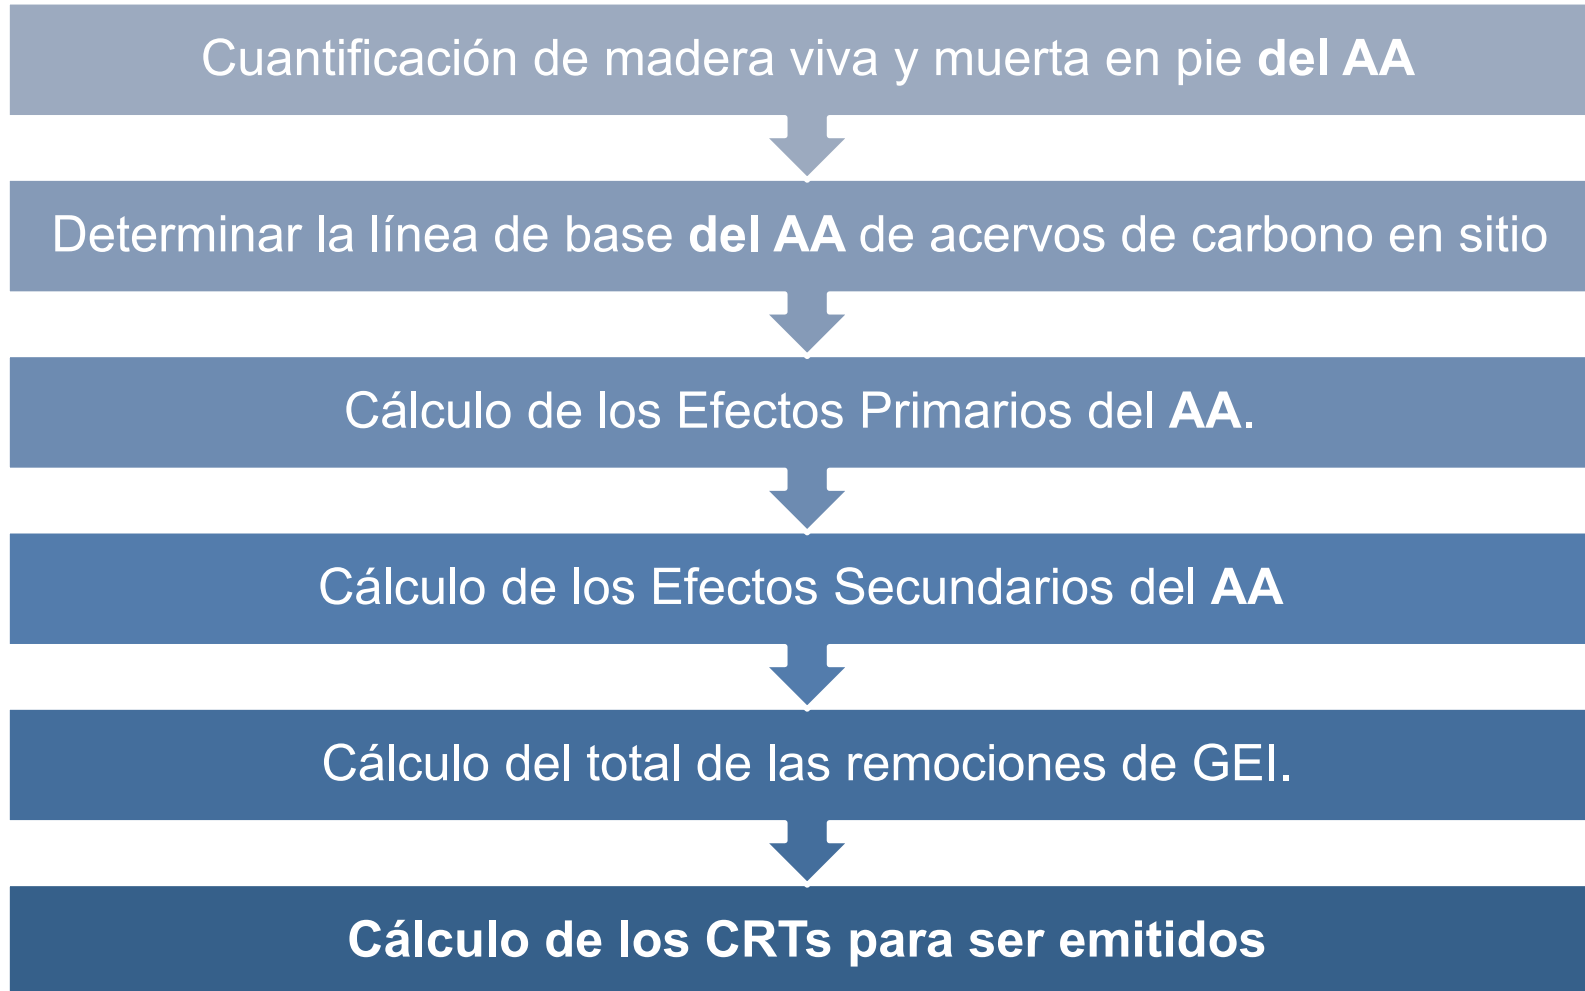 Cuantificación de madera viva y muerta en pie del AA
Determinar la línea de base del AA de acervos de carbono en sitio
Cálculo de los Efectos Primarios del AA.
Cálculo de los Efectos Secundarios del AA
Cálculo del total de las remociones de GEI.
Cálculo de los CRTs para ser emitidos